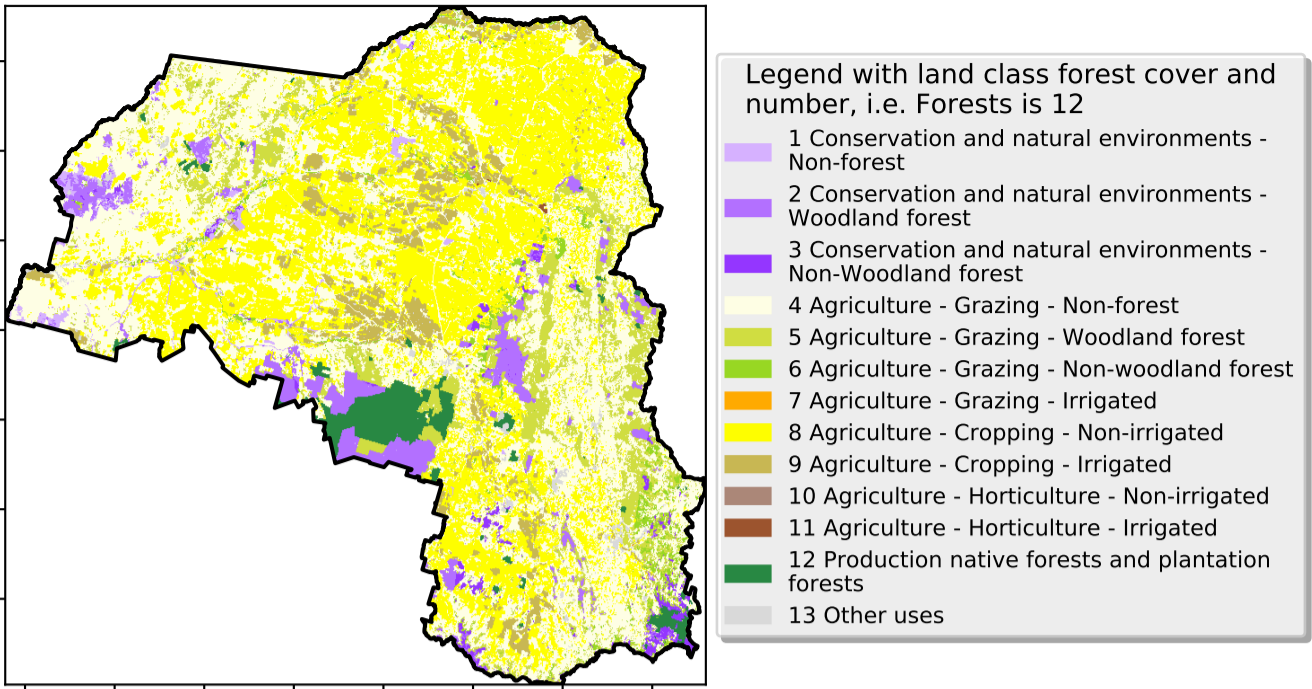 Legend with land class forest cover and
number, i.e. Forests is 12
1 Conservation and natural environments -
Non-forest
2 Conservation and natural environments -
Woodland forest
3 Conservation and natural environments -
Non-Woodland forest
4 Agriculture - Grazing - Non-forest
5 Agriculture - Grazing - Woodland forest
6 Agriculture - Grazing - Non-woodland forest
7 Agriculture - Grazing - Irrigated
8 Agriculture - Cropping - Non-irrigated
9 Agriculture - Cropping - Irrigated
10 Agriculture - Horticulture - Non-irrigated
11 Agriculture - Horticulture - Irrigated
12 Production native forests and plantation
forests
13 Other uses